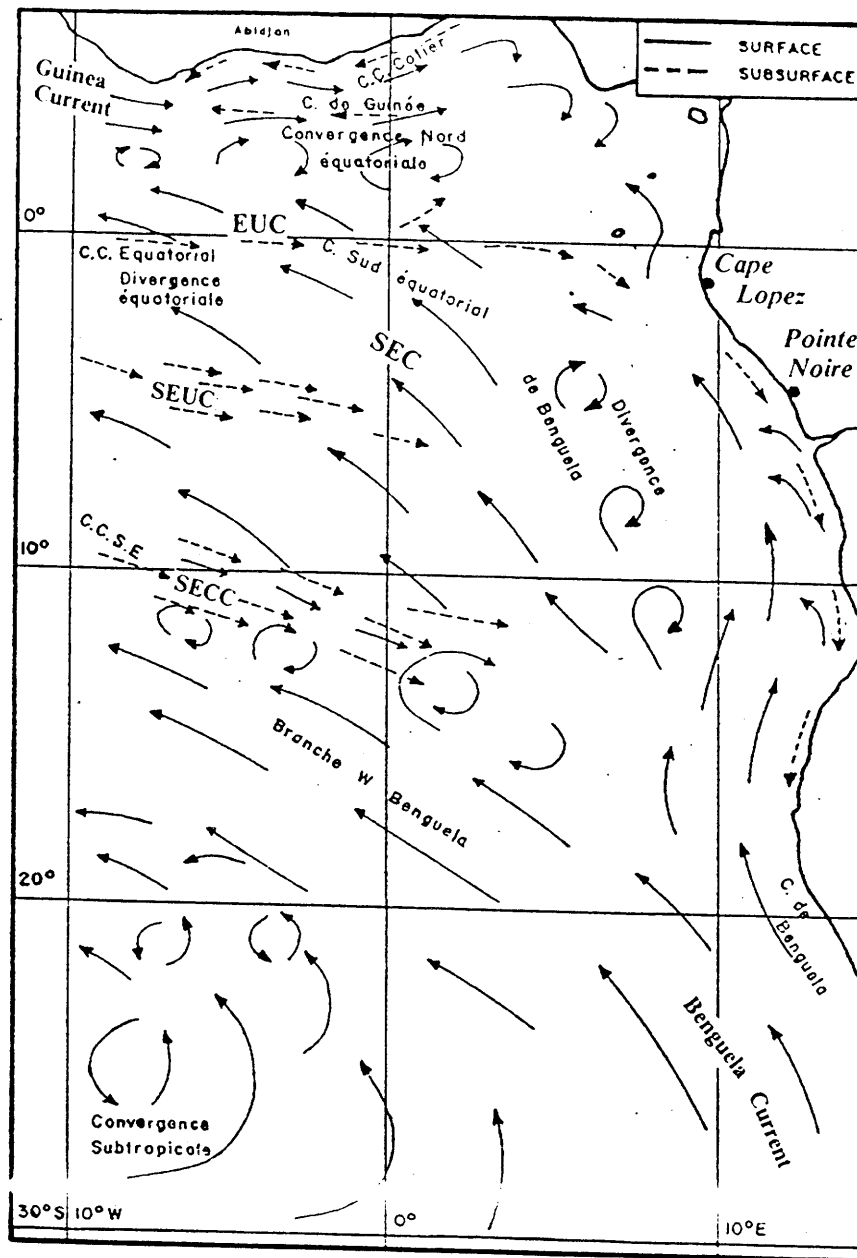 Abidjan
SURFACE
SUBSURFACE
Guinea
Current
C.C. Cotier
C. de Guinée
Convergence Nord
équatoriale
0°
EUC
C.C. Equatorial
Divergence
équatoriale
C. Sud équatorial
Cape
Lopez
SEC
Pointe
Noire
SEUC
Divergence
de Benguela
10°
C.C.S.E
SECC
Branche W Benguela
20°
C. de
Benguela
Benguela Current
Convergence
Subtropicale
30°S
10°W
0°
10°E